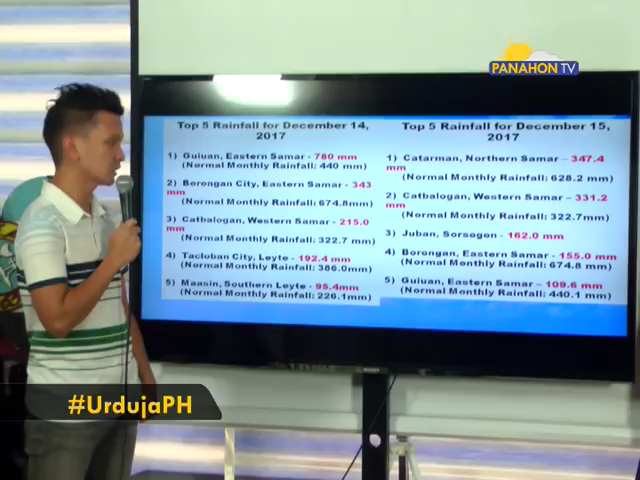 PANAHON TV
Top 5 Rainfall for December 14,
2017
1) Guiuan, Eastern Samar - 780 mm
(Normal Monthly Rainfall: 440 mm)
2) Borongan City, Eastern Samar - 343
mm
(Normal Monthly Rainfall: 674.8mm)
3) Catbalogan, Western Samar - 215.0
mm
(Normal Monthly Rainfall: 322.7 mm)
4) Tacloban City, Leyte - 192.4 mm
(Normal Monthly Rainfall: 386.0mm)
5) Maasin, Southern Leyte - 95.4mm
(Normal Monthly Rainfall: 226.1mm)
Top 5 Rainfall for December 15,
2017
1) Catarman, Northern Samar – 347.4
mm
(Normal Monthly Rainfall: 628.2 mm)
2) Catbalogan, Western Samar – 331.2
mm
(Normal Monthly Rainfall: 322.7mm)
3) Juban, Sorsogon – 162.0 mm
4) Borongan, Eastern Samar – 155.0 mm
(Normal Monthly Rainfall: 674.8 mm)
5) Guiuan, Eastern Samar – 109.6 mm
(Normal Monthly Rainfall: 440.1 mm)
#UrdujaPH